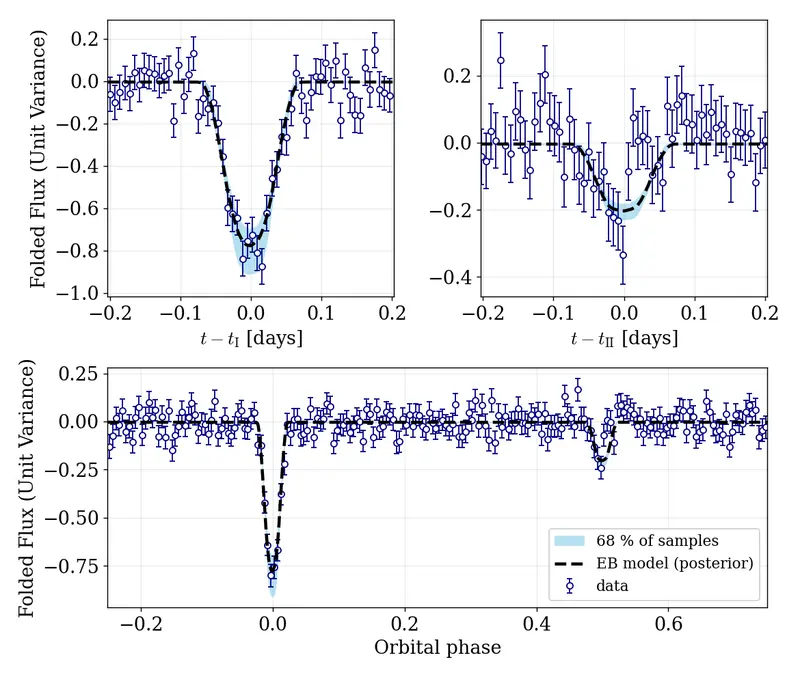 0.2
0.0
−0.2
−0.4
−0.6
−0.8
−1.0
Folded Flux (Unit Variance)
−0.2 −0.1 0.0 0.1 0.2
t − tI [days]
0.2
0.0
−0.2
−0.4
−0.2 −0.1 0.0 0.1 0.2
t − tII [days]
0.25
0.00
−0.25
−0.50
−0.75
Folded Flux (Unit Variance)
68 % of samples
EB model (posterior)
data
−0.2 0.0 0.2 0.4 0.6
Orbital phase